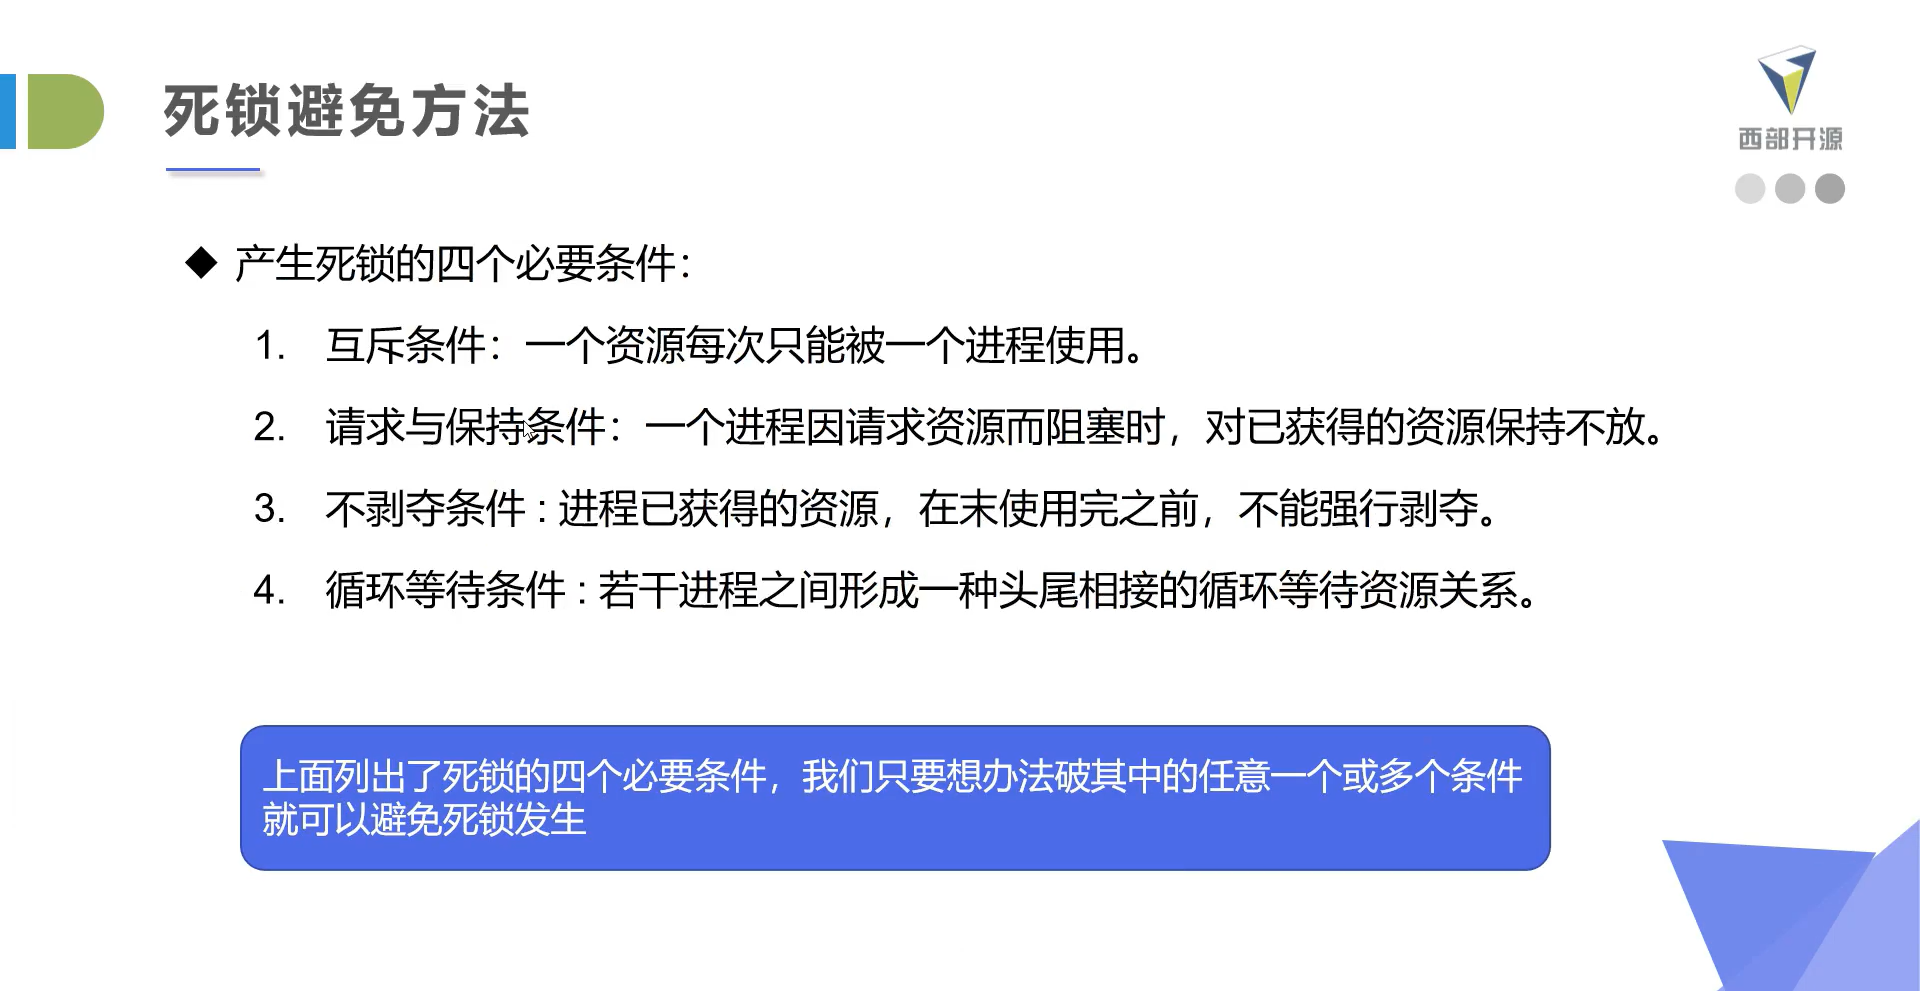 死锁避免方法
西部开源
◆ 产生死锁的四个必要条件：
1. 互斥条件：一个资源每次只能被一个进程使用。
2. 请求与保持条件：一个进程因请求资源而阻塞时，对已获得的资源保持不放。
3. 不剥夺条件 : 进程已获得的资源，在末使用完之前，不能强行剥夺。
4. 循环等待条件 : 若干进程之间形成一种头尾相接的循环等待资源关系。
上面列出了死锁的四个必要条件，我们只要想办法破其中的任意一个或多个条件
就可以避免死锁发生